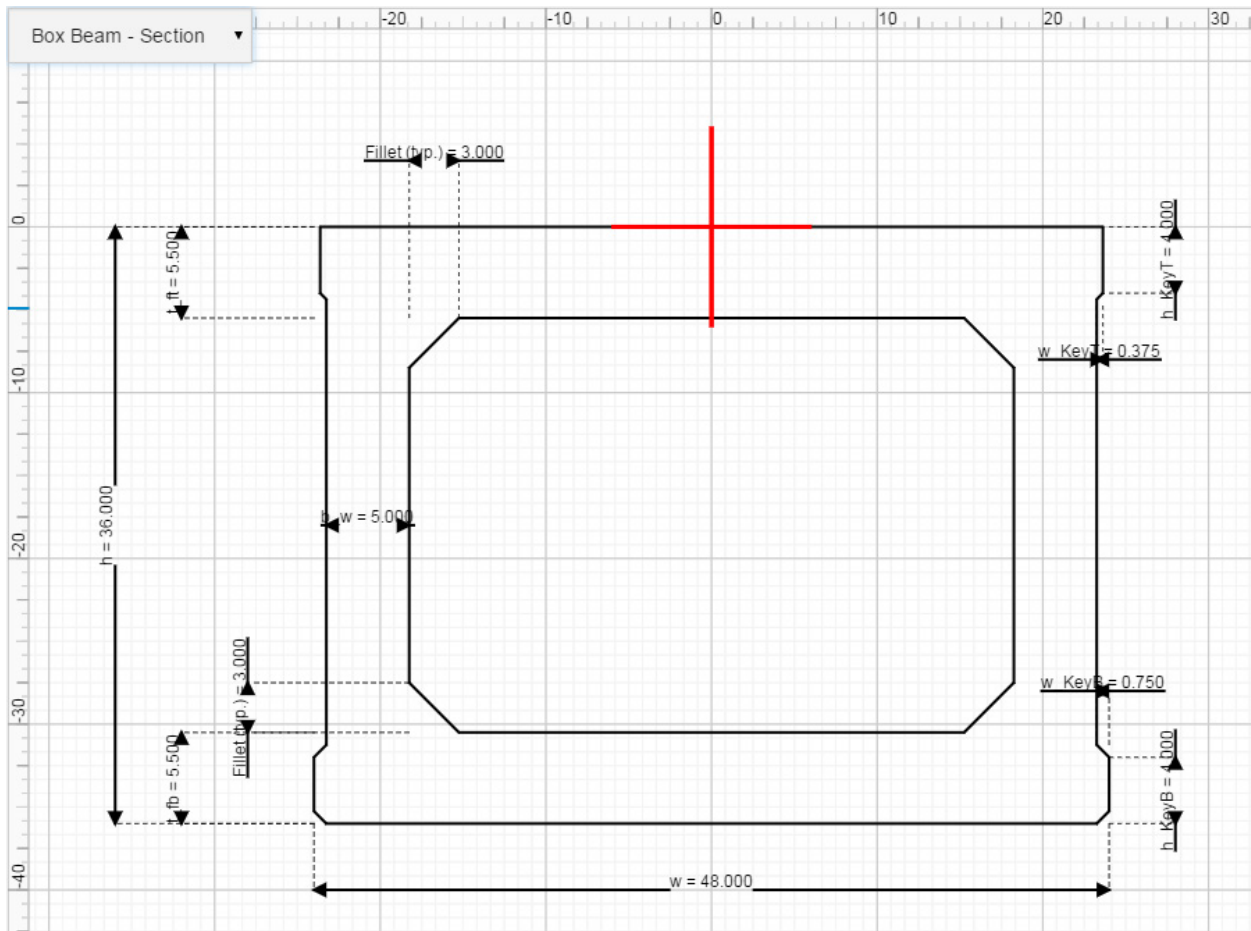 Box Beam - Section
-20
-10
0
10
20
30
0
-10
-20
-30
-40
Fillet (typ.) = 3.000
t_ft = 5.500
h_KeyT = 4.000
w_KeyT = 0.375
b_w = 5.000
h = 36.000
Fillet (typ.) = 3.000
w_KeyB = 0.750
t_fb = 5.500
h_KeyB = 4.000
w = 48.000